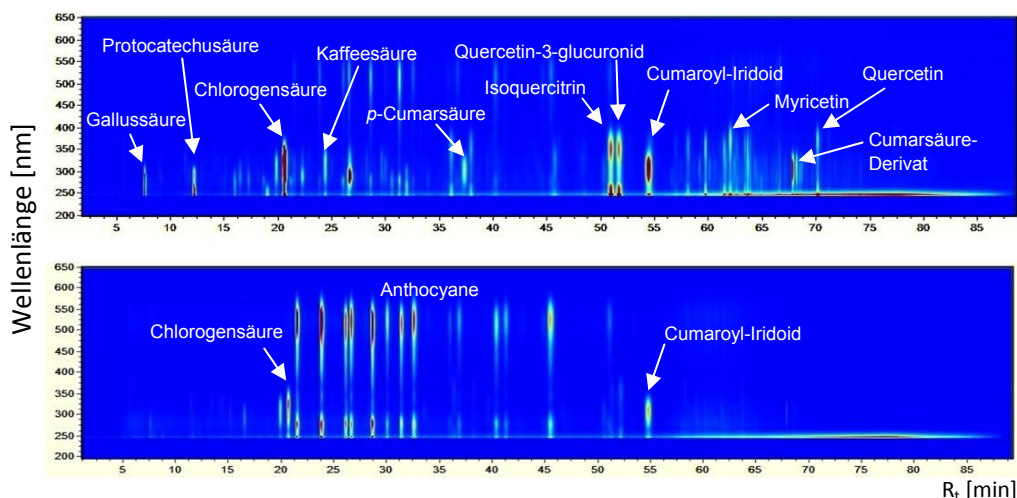 Wellenlänge [nm]
650
600
550
500
450
400
350
300
250
200
Protocatechusäure
Kaffeesäure
Quercetin-3-glucuronid
Chlorogensäure
Isoquercitrin
Cumaroyl-Iridoid
Quercetin
Gallussäure
p-Cumarsäure
Myricetin
Cumarsäure-
Derivat
5 10 15 20 25 30 35 40 45 50 55 60 65 70 75 80 85
650
600
550
500
450
400
350
300
250
200
Anthocyane
Chlorogensäure
Cumaroyl-Iridoid
5 10 15 20 25 30 35 40 45 50 55 60 65 70 75 80 85
Rt [min]